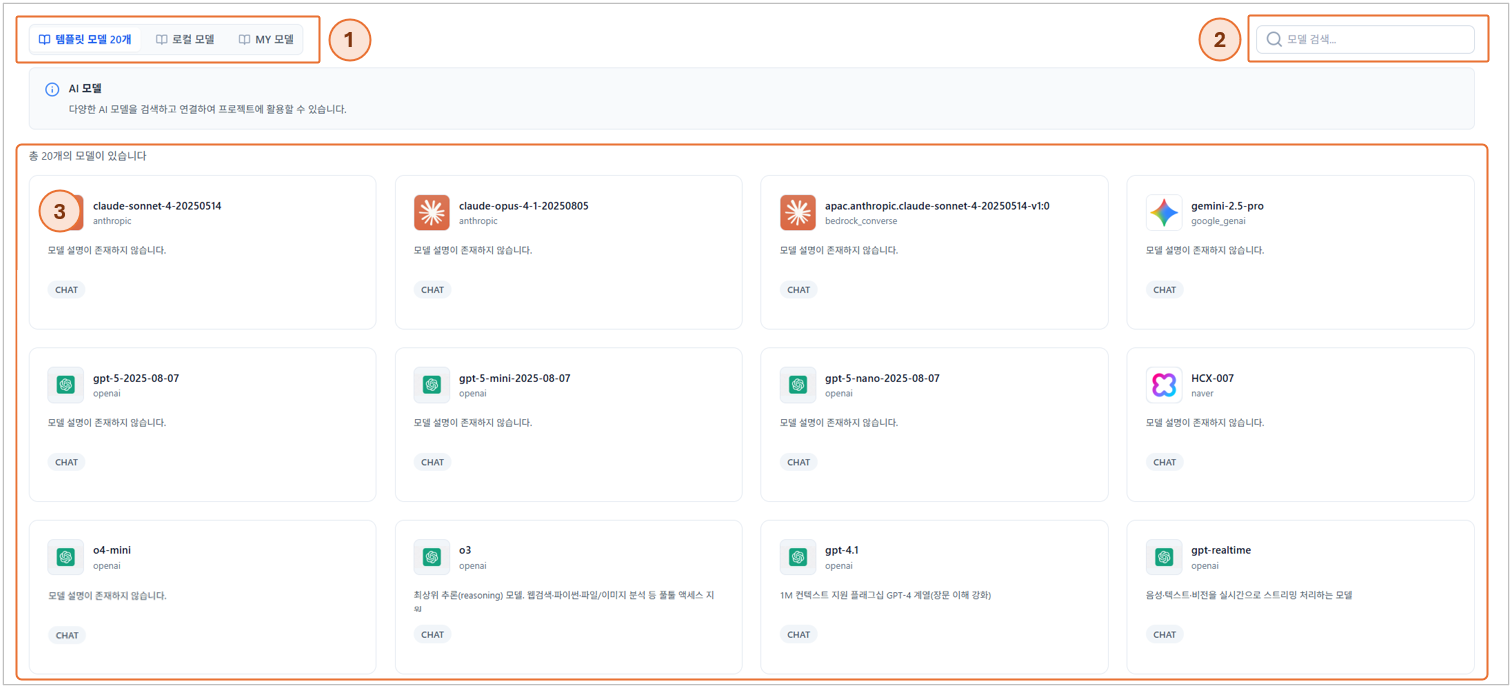 템플릿 모델 20개
로컬 모델
MY 모델
1
2
모델 검색...
AI 모델
다양한 AI 모델을 검색하고 연결하여 프로젝트에 활용할 수 있습니다.
총 20개의 모델이 있습니다
3
claude-sonnet-4-20250514
anthropic
모델 설명이 존재하지 않습니다.
CHAT
claude-opus-4-1-20250805
anthropic
모델 설명이 존재하지 않습니다.
CHAT
apac.anthropic.claude-sonnet-4-20250514-v1:0
bedrock_converse
모델 설명이 존재하지 않습니다.
CHAT
gemini-2.5-pro
google_genai
모델 설명이 존재하지 않습니다.
CHAT
gpt-5-2025-08-07
openai
모델 설명이 존재하지 않습니다.
CHAT
gpt-5-mini-2025-08-07
openai
모델 설명이 존재하지 않습니다.
CHAT
gpt-5-nano-2025-08-07
openai
모델 설명이 존재하지 않습니다.
CHAT
HCX-007
naver
모델 설명이 존재하지 않습니다.
CHAT
o4-mini
openai
모델 설명이 존재하지 않습니다.
CHAT
o3
openai
최상위 추론(reasoning) 모델. 웹검색·파이썬·파일/이미지 분석 등 풀툴 액세스 지
원
CHAT
gpt-4.1
openai
1M 컨텍스트 지원 플래그십 GPT-4 계열(장문 이해 강화)
CHAT
gpt-realtime
openai
음성·텍스트·비전을 실시간으로 스트리밍 처리하는 모델
CHAT